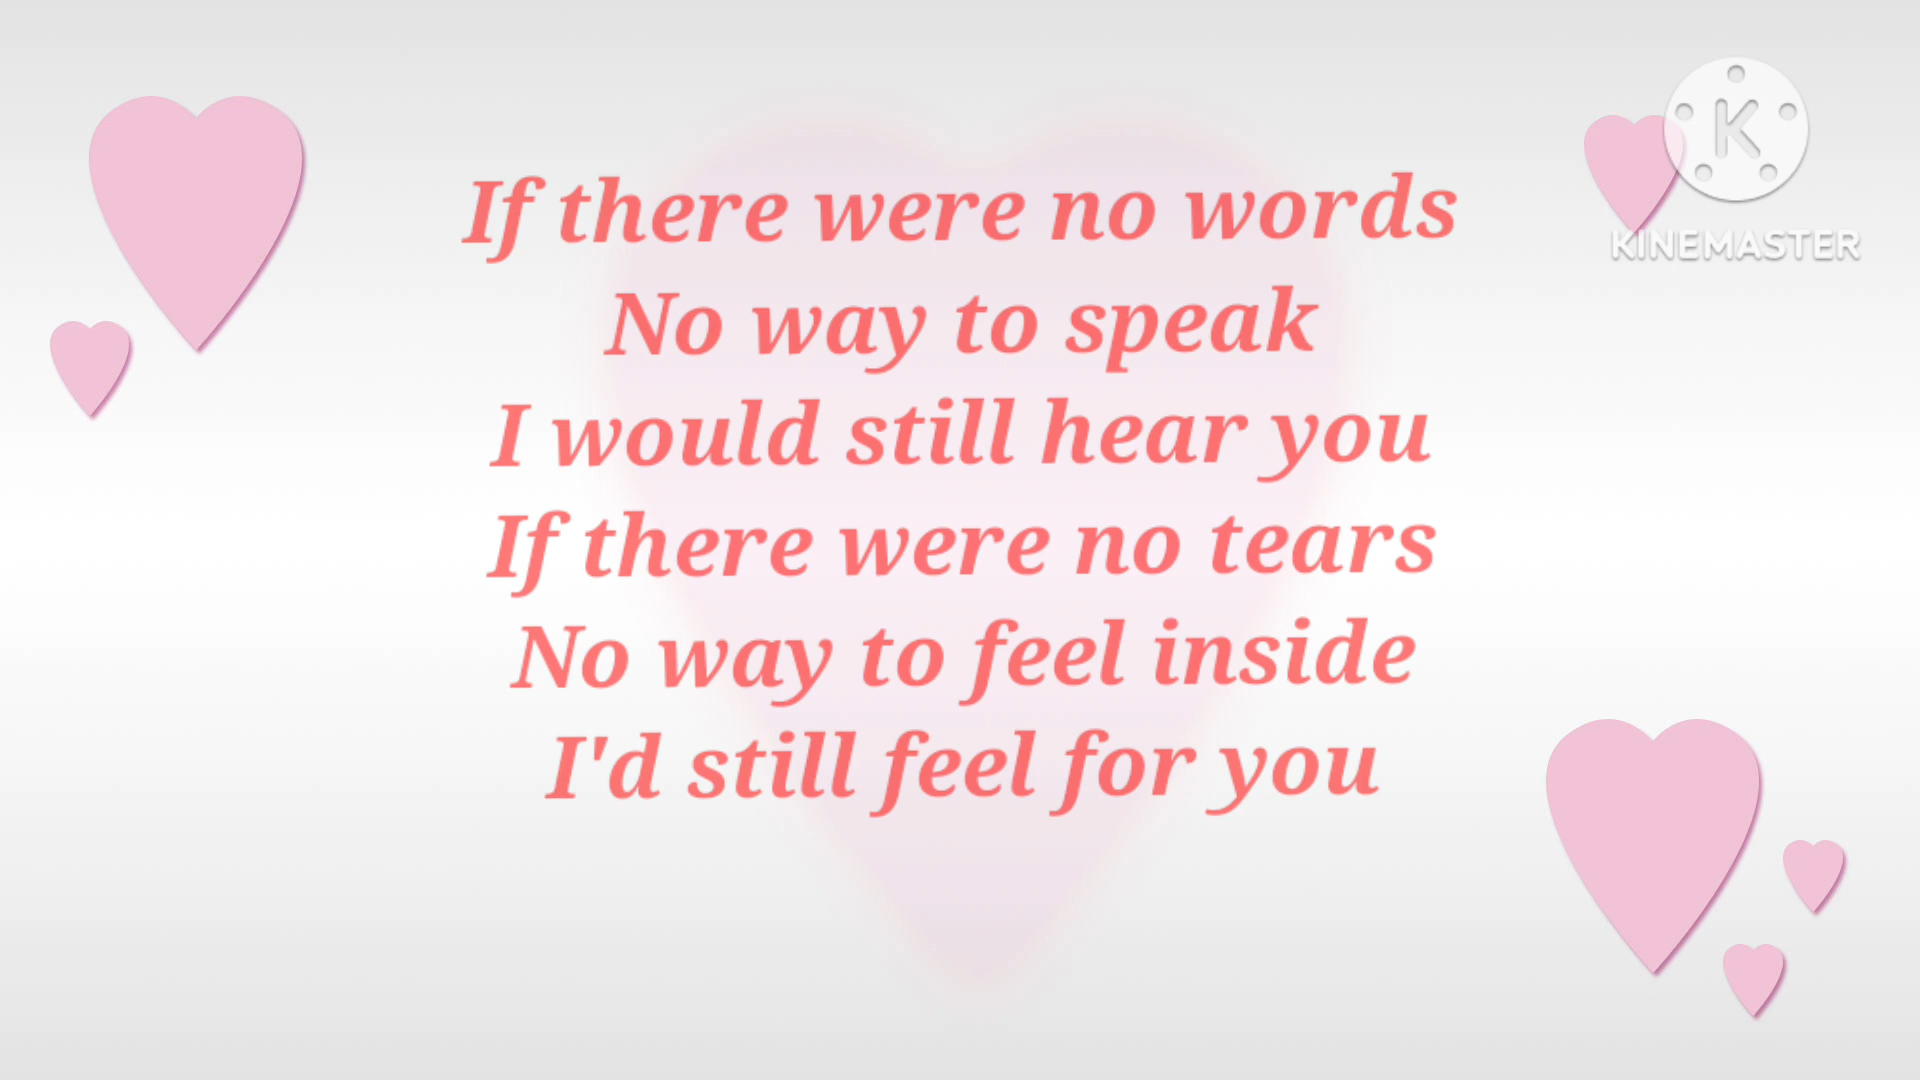 If there were no words
No way to speak
I would still hear you
If there were no tears
No way to feel inside
I'd still feel for you
K
KINEMASTER